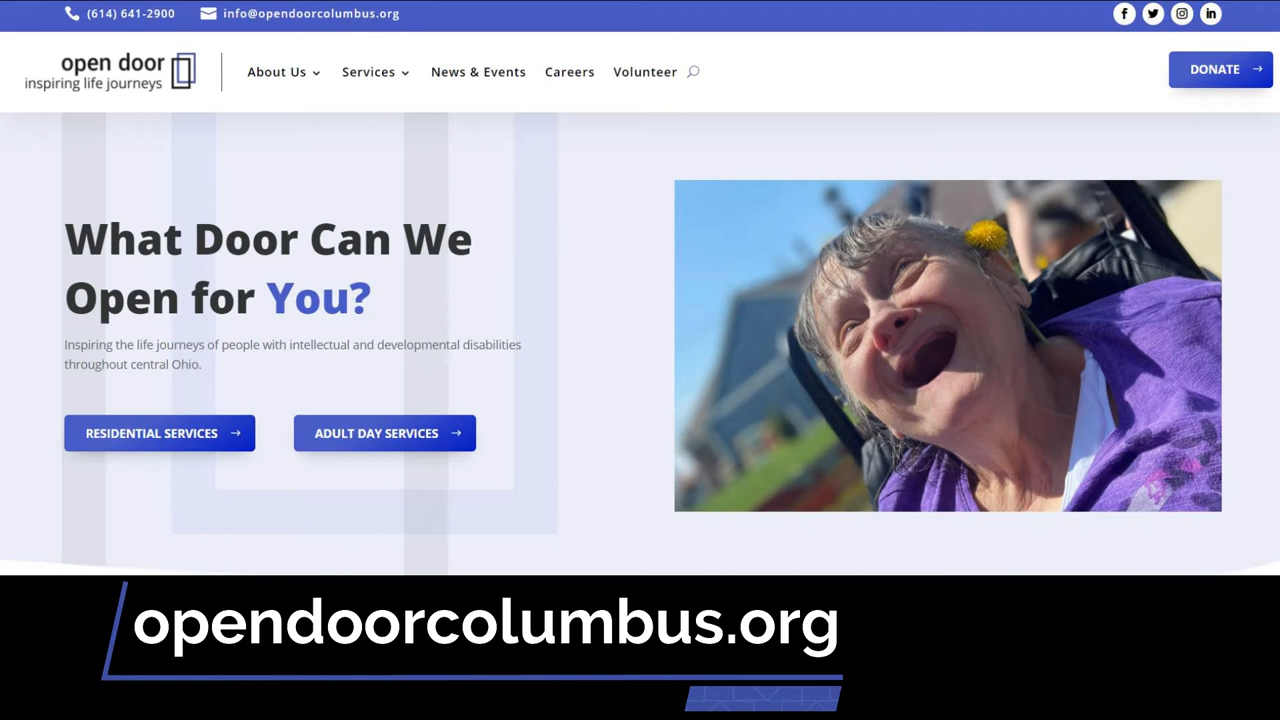 (614) 641-2900 info@opendoorcolumbus.org
open door
inspiring life journeys
About Us Services News & Events Careers Volunteer
DONATE
What Door Can We
Open for You?
Inspiring the life journeys of people with intellectual and developmental disabilities
throughout central Ohio.
RESIDENTIAL SERVICES ADULT DAY SERVICES
opendoorcolumbus.org